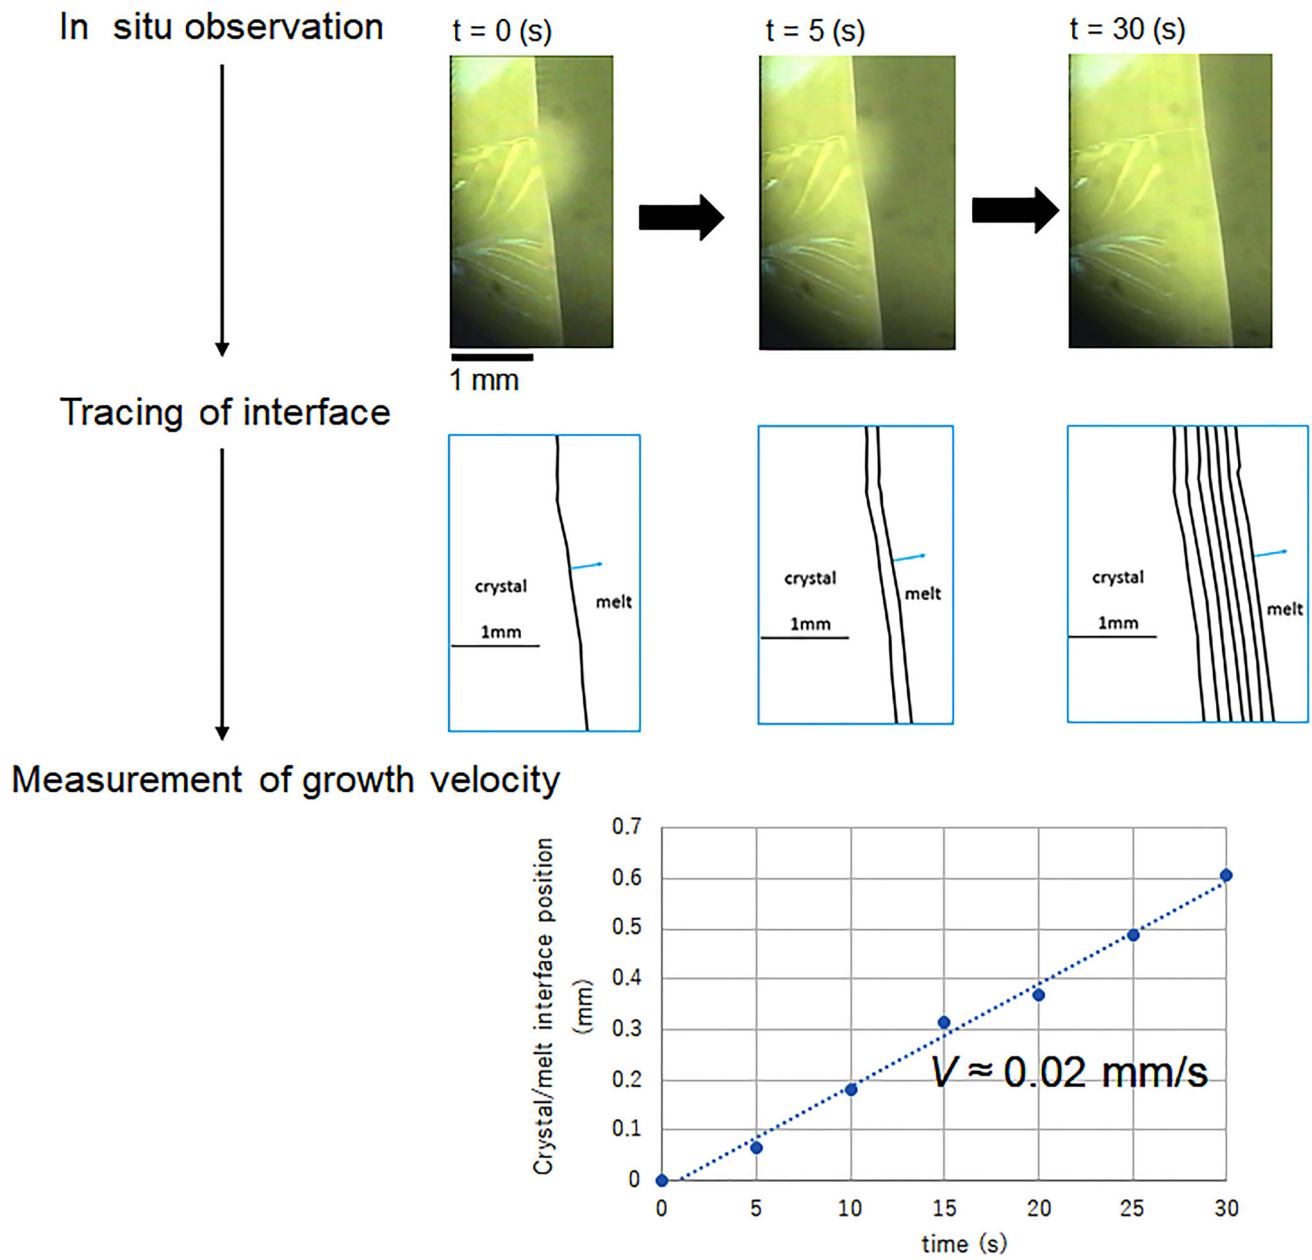 In situ observation
t = 0 (s)
t = 5 (s)
t = 30 (s)
1 mm
Tracing of interface
crystal
melt
1mm
crystal
melt
1mm
crystal
melt
1mm
Measurement of growth velocity
Crystal/melt interface position
(mm)
0.7
0.6
0.5
0.4
0.3
0.2
0.1
0
V ≈ 0.02 mm/s
0
5
10
15
20
25
30
time (s)